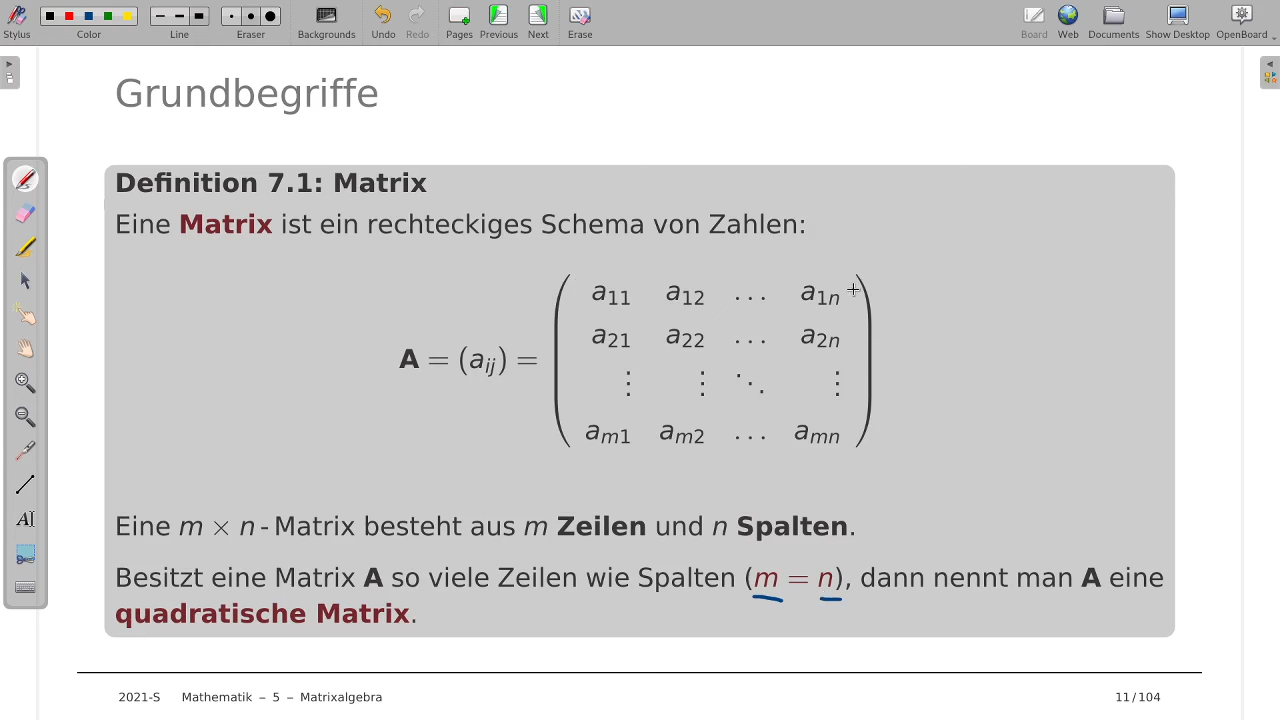 Stylus Color Line Eraser Backgrounds Undo Redo Pages Previous Next Erase Board Web Documents Show Desktop OpenBoard
Grundbegriffe
Definition 7.1: Matrix
Eine Matrix ist ein rechteckiges Schema von Zahlen:
a11 a12 … a1n
a21 a22 … a2n
A = (aij) =
⋮ ⋮ ⋱ ⋮
am1 am2 … amn
Eine m × n - Matrix besteht aus m Zeilen und n Spalten.
Besitzt eine Matrix A so viele Zeilen wie Spalten (m = n), dann nennt man A eine
quadratische Matrix.
AI
2021-S Mathematik – 5 – Matrixalgebra 11 / 104